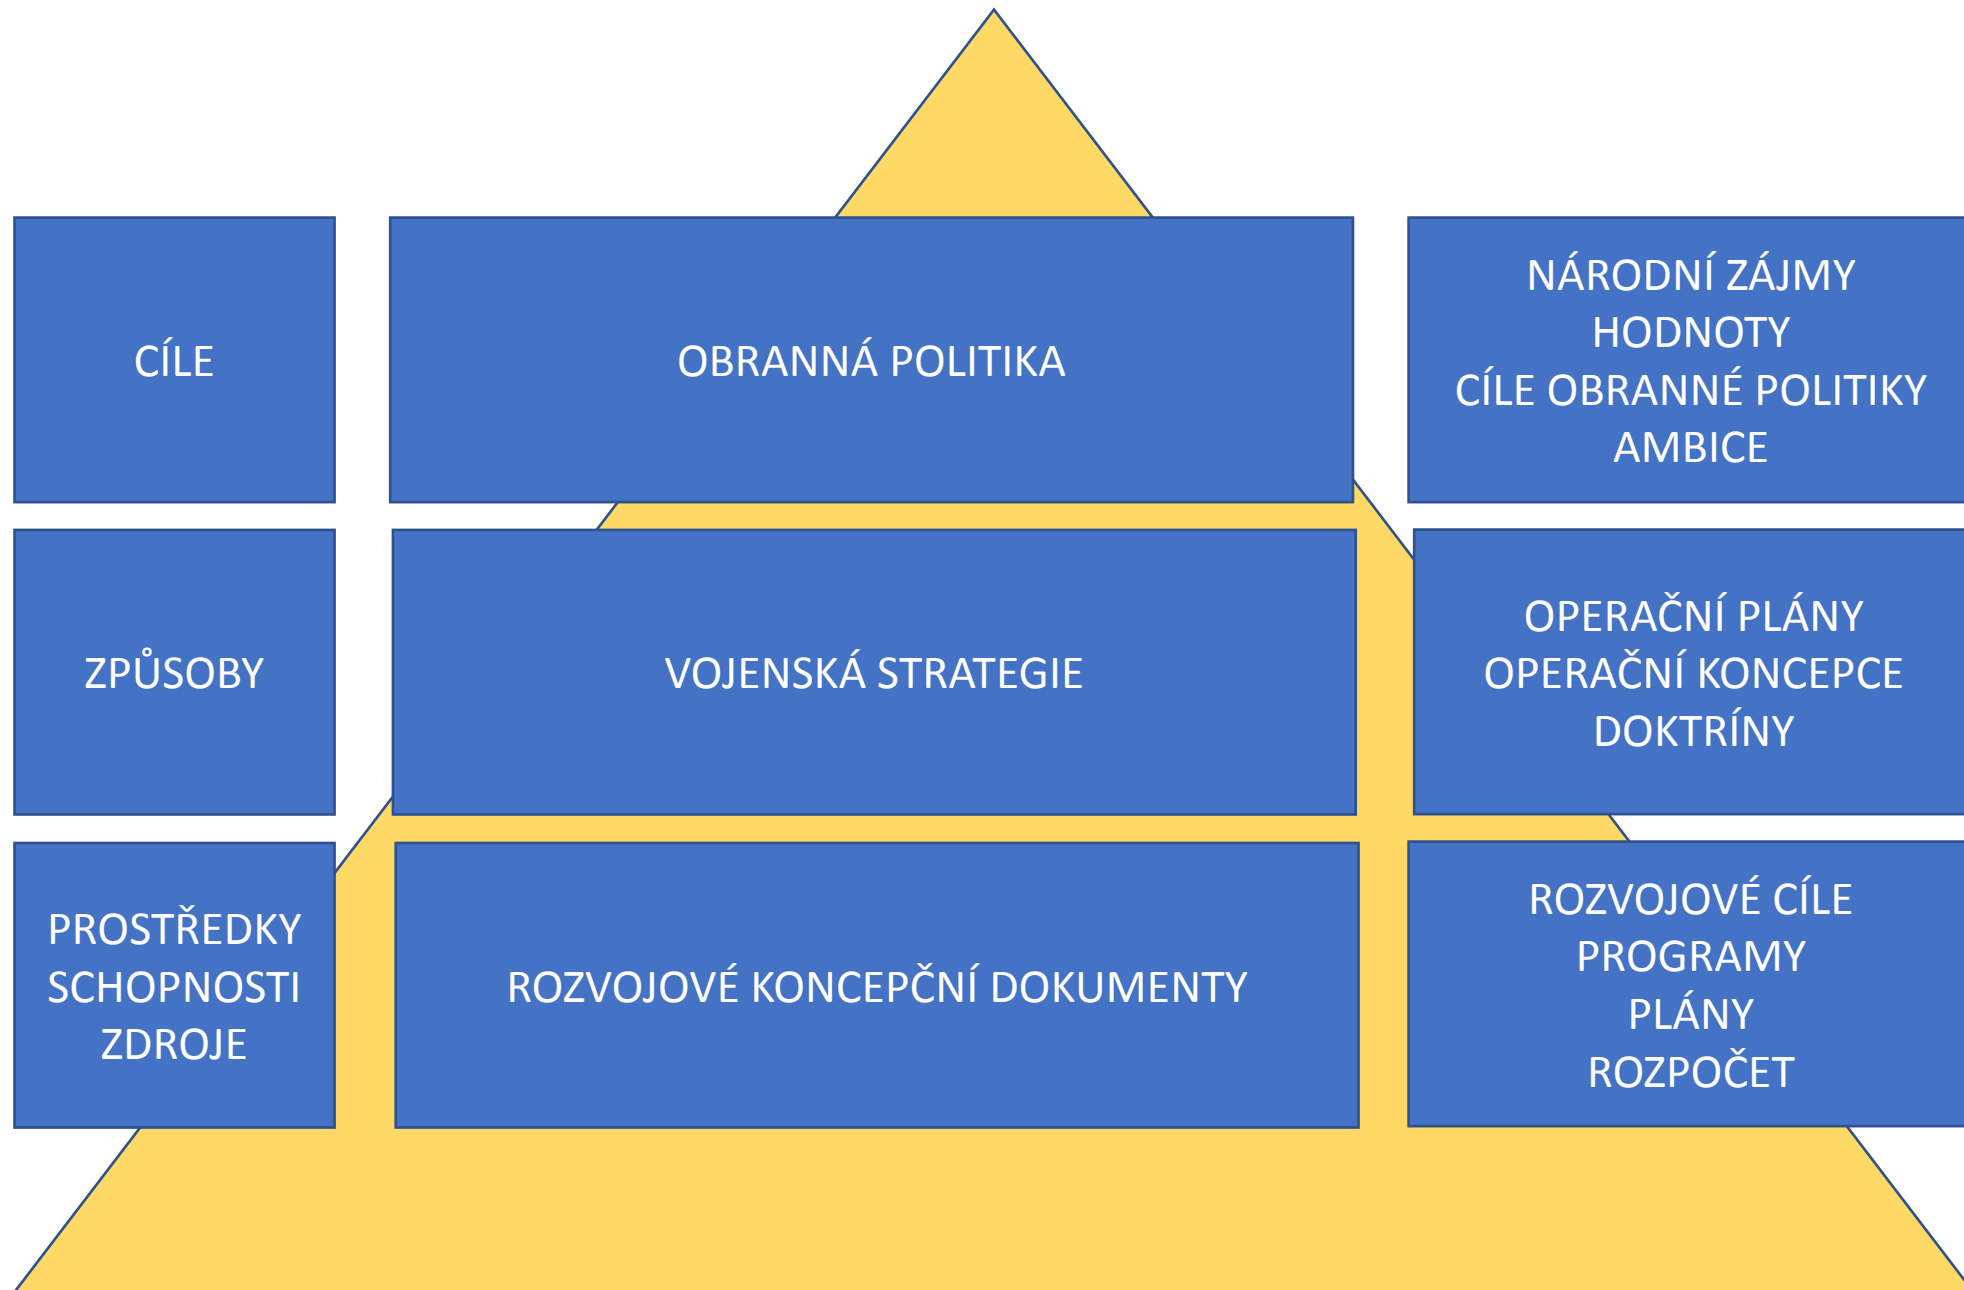 CÍLE
OBRANNÁ POLITIKA
NÁRODNÍ ZÁJMY
HODNOTY
CÍLE OBRANNÉ POLITIKY
AMBICE
ZPŮSOBY
VOJENSKÁ STRATEGIE
OPERAČNÍ PLÁNY
OPERAČNÍ KONCEPCE
DOKTRÍNY
PROSTŘEDKY
SCHOPNOSTI
ZDROJE
ROZVOJOVÉ KONCEPČNÍ DOKUMENTY
ROZVOJOVÉ CÍLE
PROGRAMY
PLÁNY
ROZPOČET